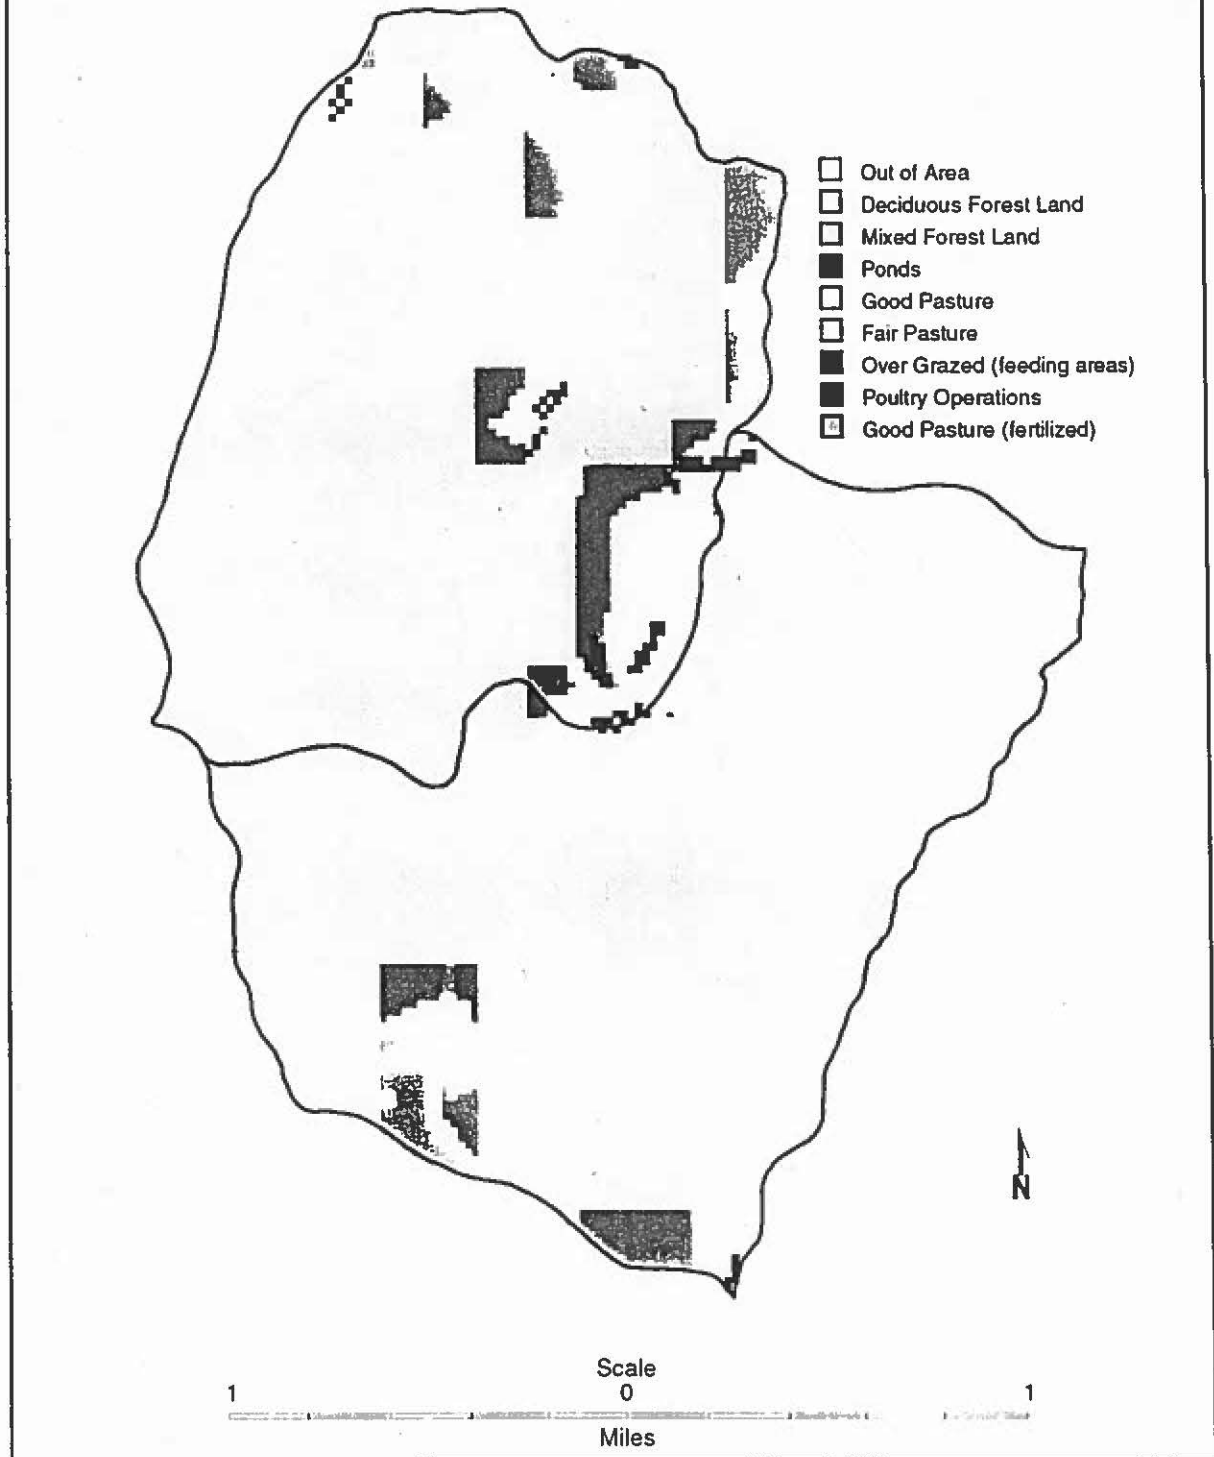 Out of Area
Deciduous Forest Land
Mixed Forest Land
Ponds
Good Pasture
Fair Pasture
Over Grazed (feeding areas)
Poultry Operations
Good Pasture (fertilized)
N
Scale
1 0 1
Miles